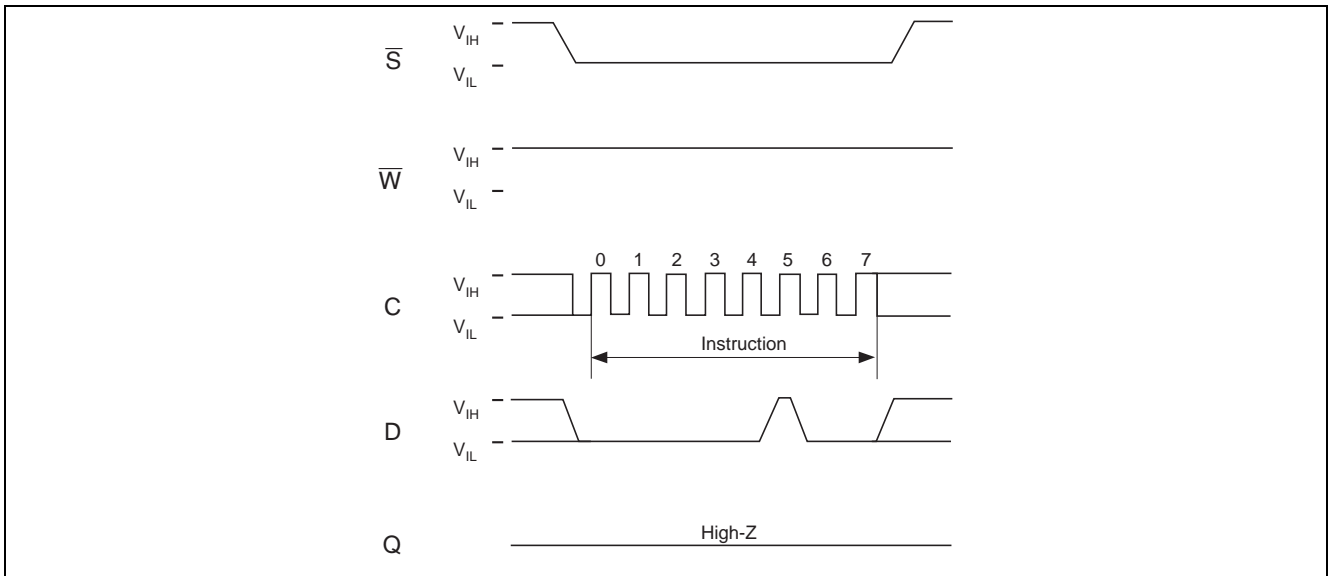 V_IH
S̅
V_IL
V_IH
W̅
V_IL
0 1 2 3 4 5 6 7
V_IH
C
V_IL
Instruction
V_IH
D
V_IL
High-Z
Q